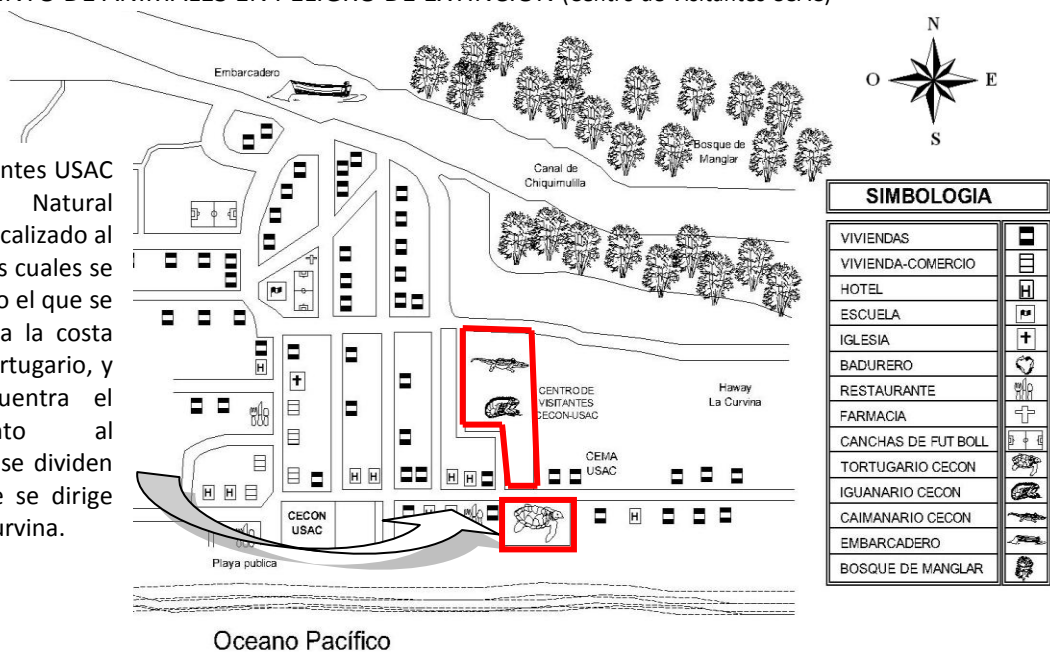 (Centro de Visitantes
Embarcadero
N
O
E
S
ntes USAC
Natural
calizado al
s cuales se
o el que se
a la costa
rtugario, y
uentra el
nto al
se dividen
e se dirige
urvina.
Bosque de
Manglar
Canal de
Chiquimulilla
CENTRO DE
VISITANTES
CECON-USAC
Haway
La Curvina
CEMA
USAC
H
H
H
H
H
H
H
H
H
CECON
USAC
Playa publica
Oceano Pacífico
SIMBOLOGIA
VIVIENDAS
VIVIENDA-COMERCIO
HOTEL H
ESCUELA
IGLESIA
BADURERO
RESTAURANTE
FARMACIA
CANCHAS DE FUT BOLL
TORTUGARIO CECON
IGUANARIO CECON
CAIMANARIO CECON
EMBARCADERO
BOSQUE DE MANGLAR